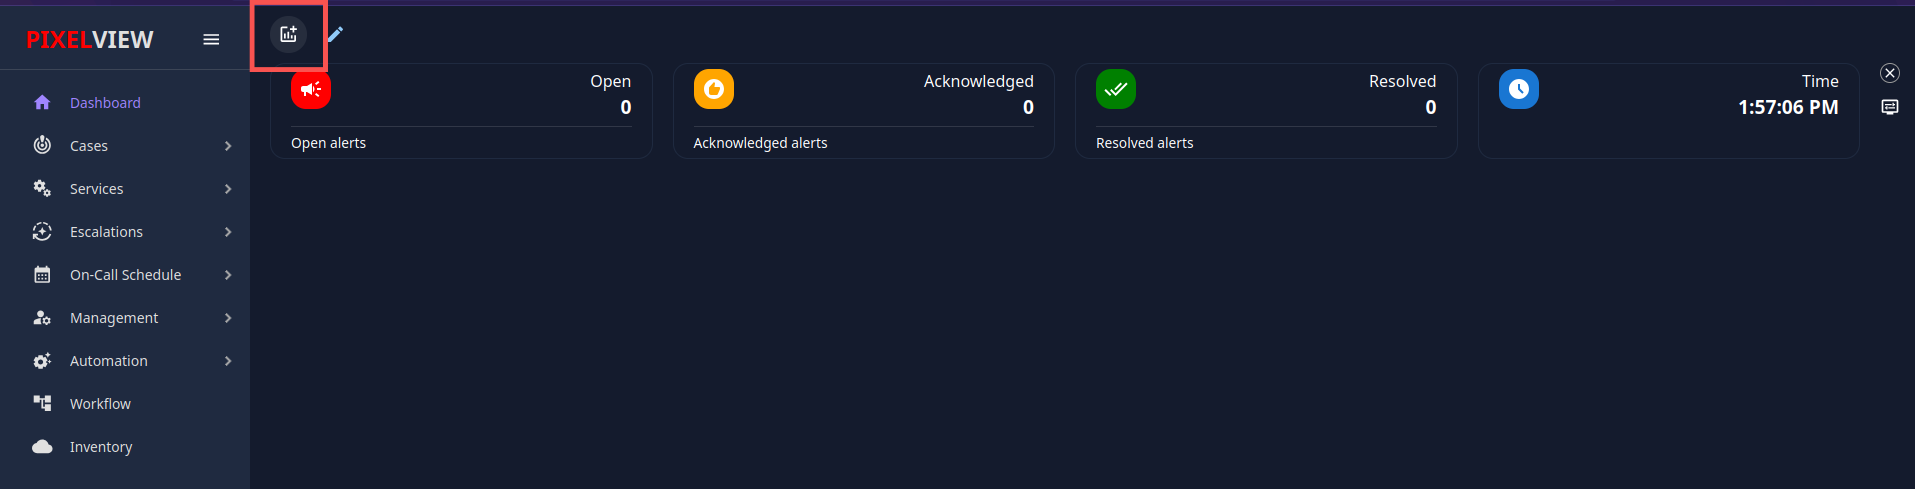 PIXELVIEW
Dashboard
Cases
Services
Escalations
On-Call Schedule
Management
Automation
Workflow
Inventory
Open
0
Open alerts
Acknowledged
0
Acknowledged alerts
Resolved
0
Resolved alerts
Time
1:57:06 PM